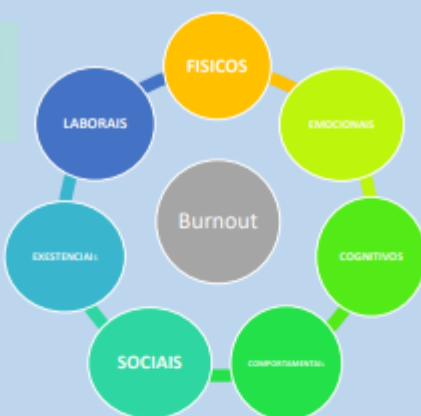 FISICOS
EMOCIONAIS
COGNITIVOS
COMPORTAMENTAIS
SOCIAIS
EXESTENCIAIS
LABORAIS
Burnout